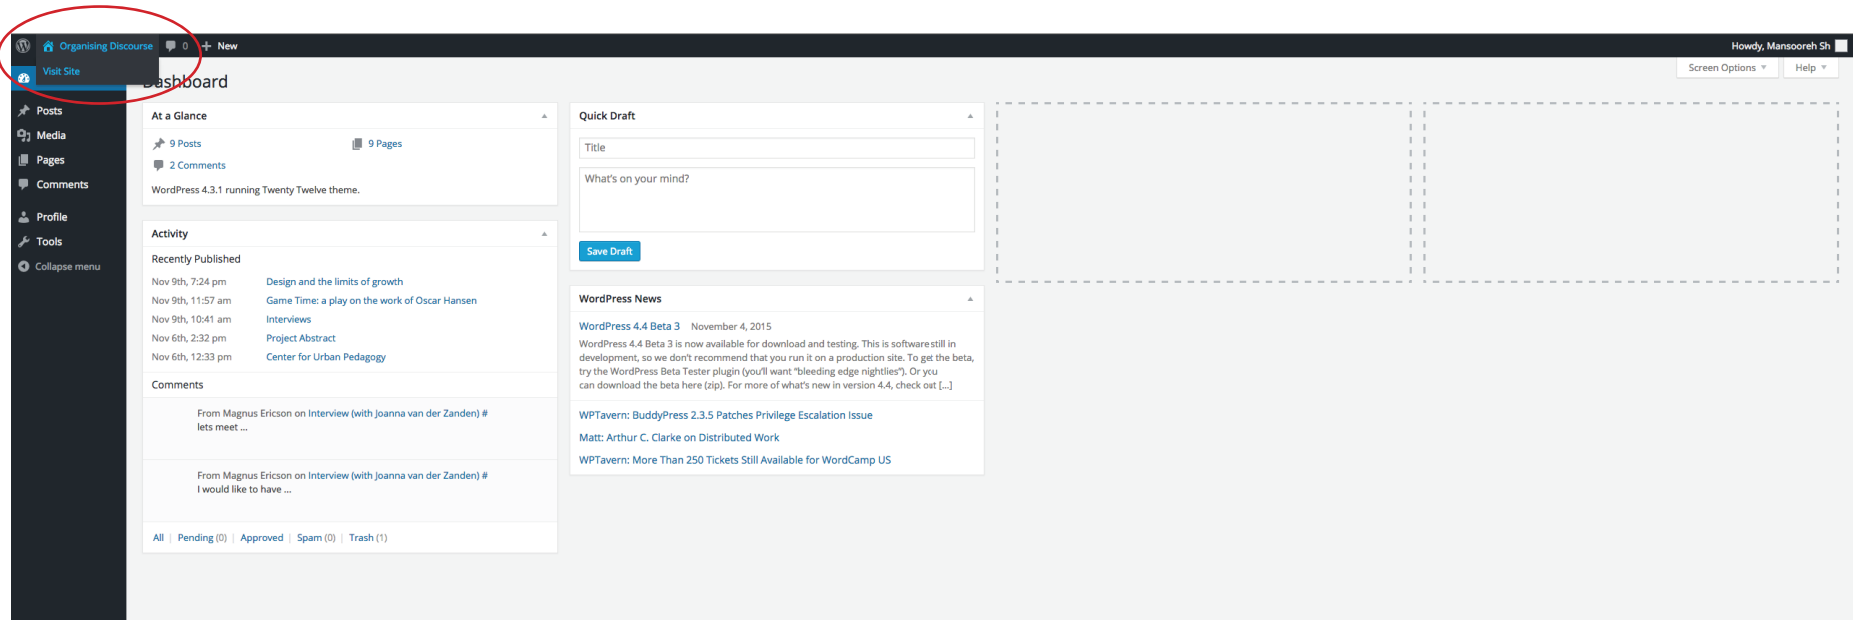 Organising Discourse 0 + New Howdy, Mansooreh Sh
Visit Site
Screen Options Help
Dashboard
Posts
Media
Pages
Comments
Profile
Tools
Collapse menu
At a Glance
9 Posts 9 Pages
2 Comments
WordPress 4.3.1 running Twenty Twelve theme.
Activity
Recently Published
Nov 9th, 7:24 pm Design and the limits of growth
Nov 9th, 11:57 am Game Time: a play on the work of Oscar Hansen
Nov 9th, 10:41 am Interviews
Nov 6th, 2:32 pm Project Abstract
Nov 6th, 12:33 pm Center for Urban Pedagogy
Comments
From Magnus Ericson on Interview (with Joanna van der Zanden) #
lets meet ...
From Magnus Ericson on Interview (with Joanna van der Zanden) #
I would like to have ...
All | Pending (0) | Approved | Spam (0) | Trash (1)
Quick Draft
Title
What's on your mind?
Save Draft
WordPress News
WordPress 4.4 Beta 3 November 4, 2015
WordPress 4.4 Beta 3 is now available for download and testing. This is software still in
development, so we don't recommend that you run it on a production site. To get the beta,
try the WordPress Beta Tester plugin (you'll want "bleeding edge nightlies"). Or you
can download the beta here (zip). For more of what's new in version 4.4, check out [...]
WPTavern: BuddyPress 2.3.5 Patches Privilege Escalation Issue
Matt: Arthur C. Clarke on Distributed Work
WPTavern: More Than 250 Tickets Still Available for WordCamp US